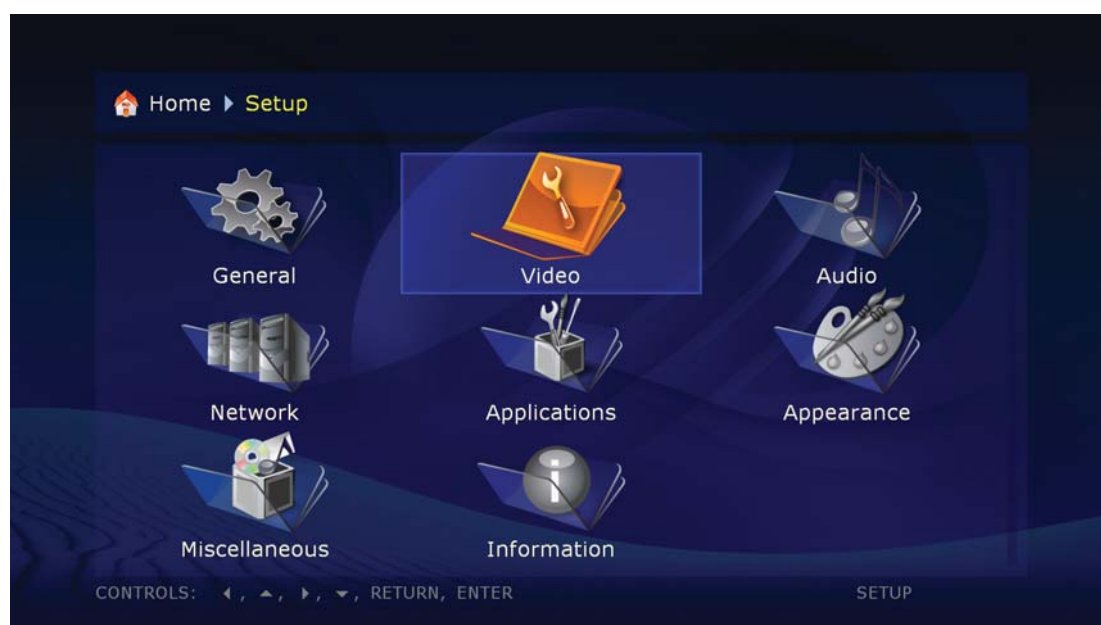 Home Setup
General Video Audio
Network Applications Appearance
Miscellaneous Information
CONTROLS: ◂ , ▴, ▸ , ▾, RETURN, ENTER SETUP